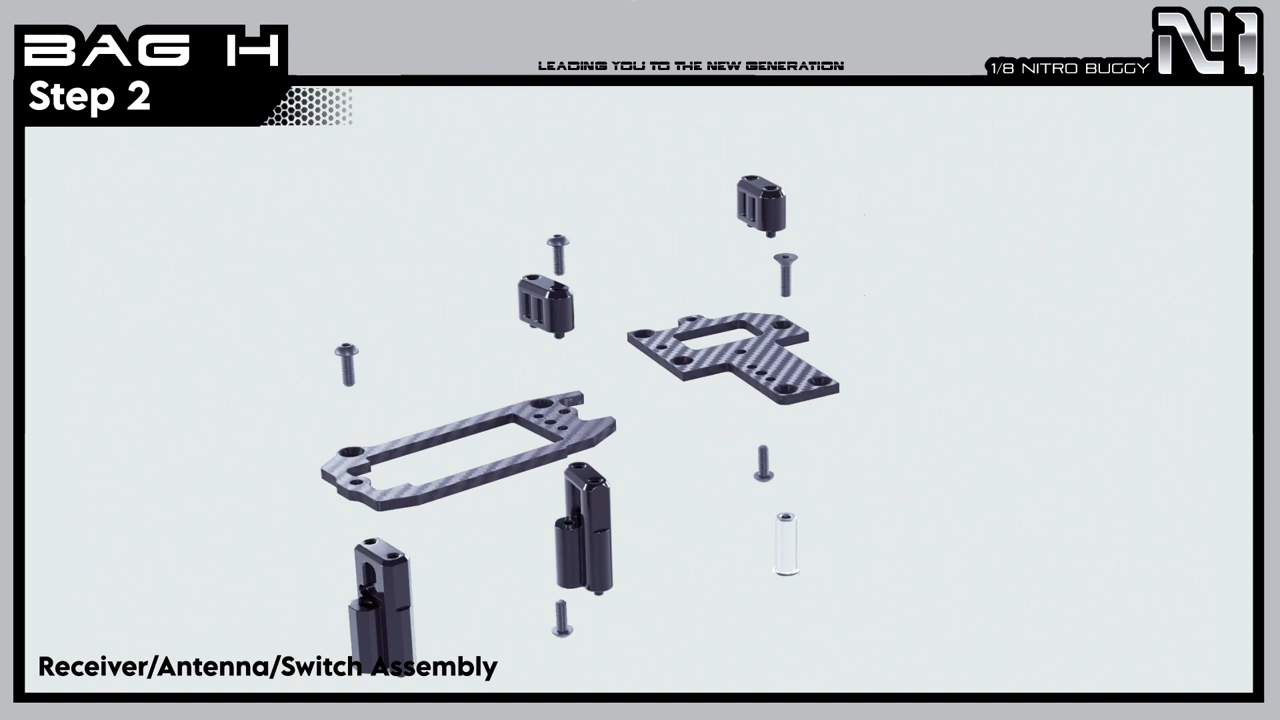 BAG H
Step 2
LEADING YOU TO THE NEW GENERATION
1/8 NITRO BUGGY
N1
Receiver/Antenna/Switch Assembly